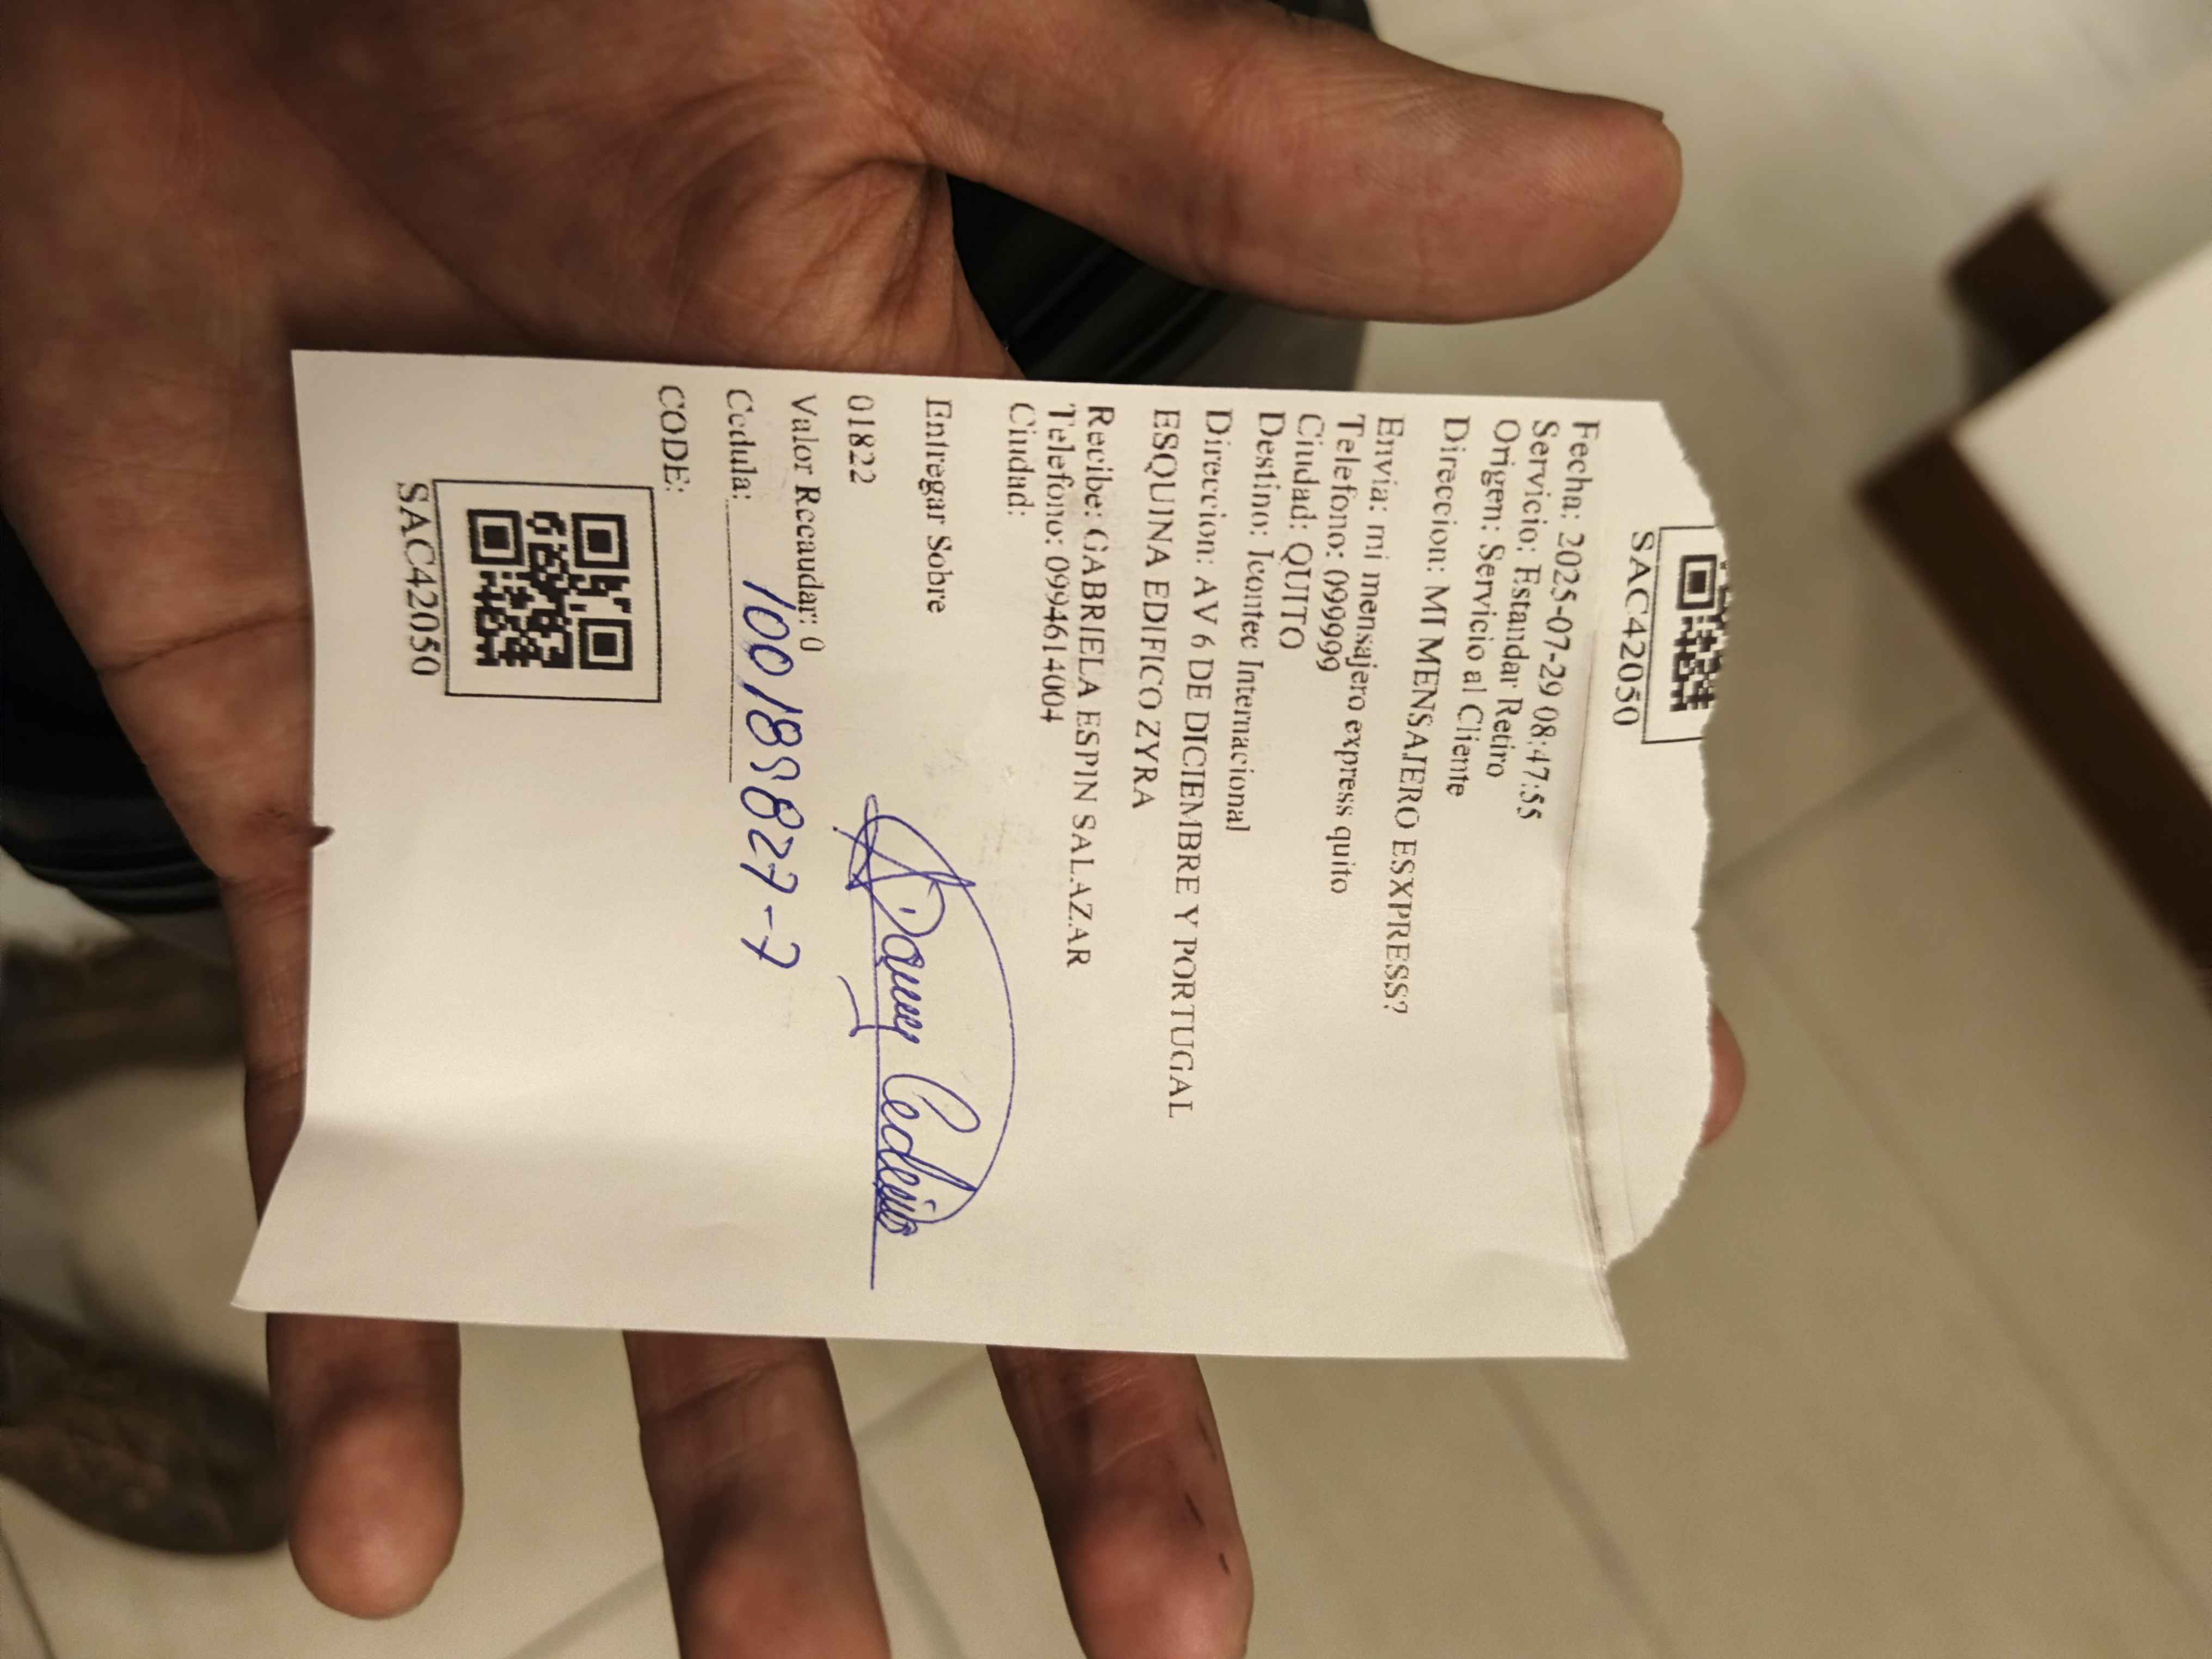 SAC42050
Fecha: 2025-07-29 08:47:55
Servicio: Estandar Retiro
Origen: Servicio al Cliente
Direccion: MI MENSAJERO ESXPRESS?
Envia: mi mensajero express quito
Telefono: 099999
Ciudad: QUITO
Destino: Icontec Internacional
Direccion: AV 6 DE DICIEMBRE Y PORTUGAL
ESQUINA EDIFICO ZYRA
Recibe: GABRIELA ESPIN SALAZAR
Telefono: 0994614004
Ciudad:
Entregar Sobre
01822
Valor Recaudar: 0
Cedula: 100189827-7
Cedeño
CODE:
SAC42050